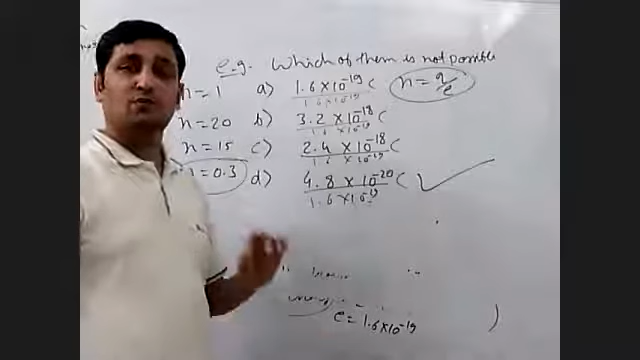 e.g. Which of them is not possible
n = 1 a) 1.6 × 10⁻¹⁹ C n = q/e
1.6 × 10⁻¹⁹
n = 20 b) 3.2 × 10⁻¹⁸ C
1.6 × 10⁻¹⁹
n = 15 c) 2.4 × 10⁻¹⁸ C
1.6 × 10⁻¹⁹
= 0.3 d) 4.8 × 10⁻²⁰ C ✓
1.6 × 10⁻¹⁹
e = 1.6 × 10⁻¹⁹